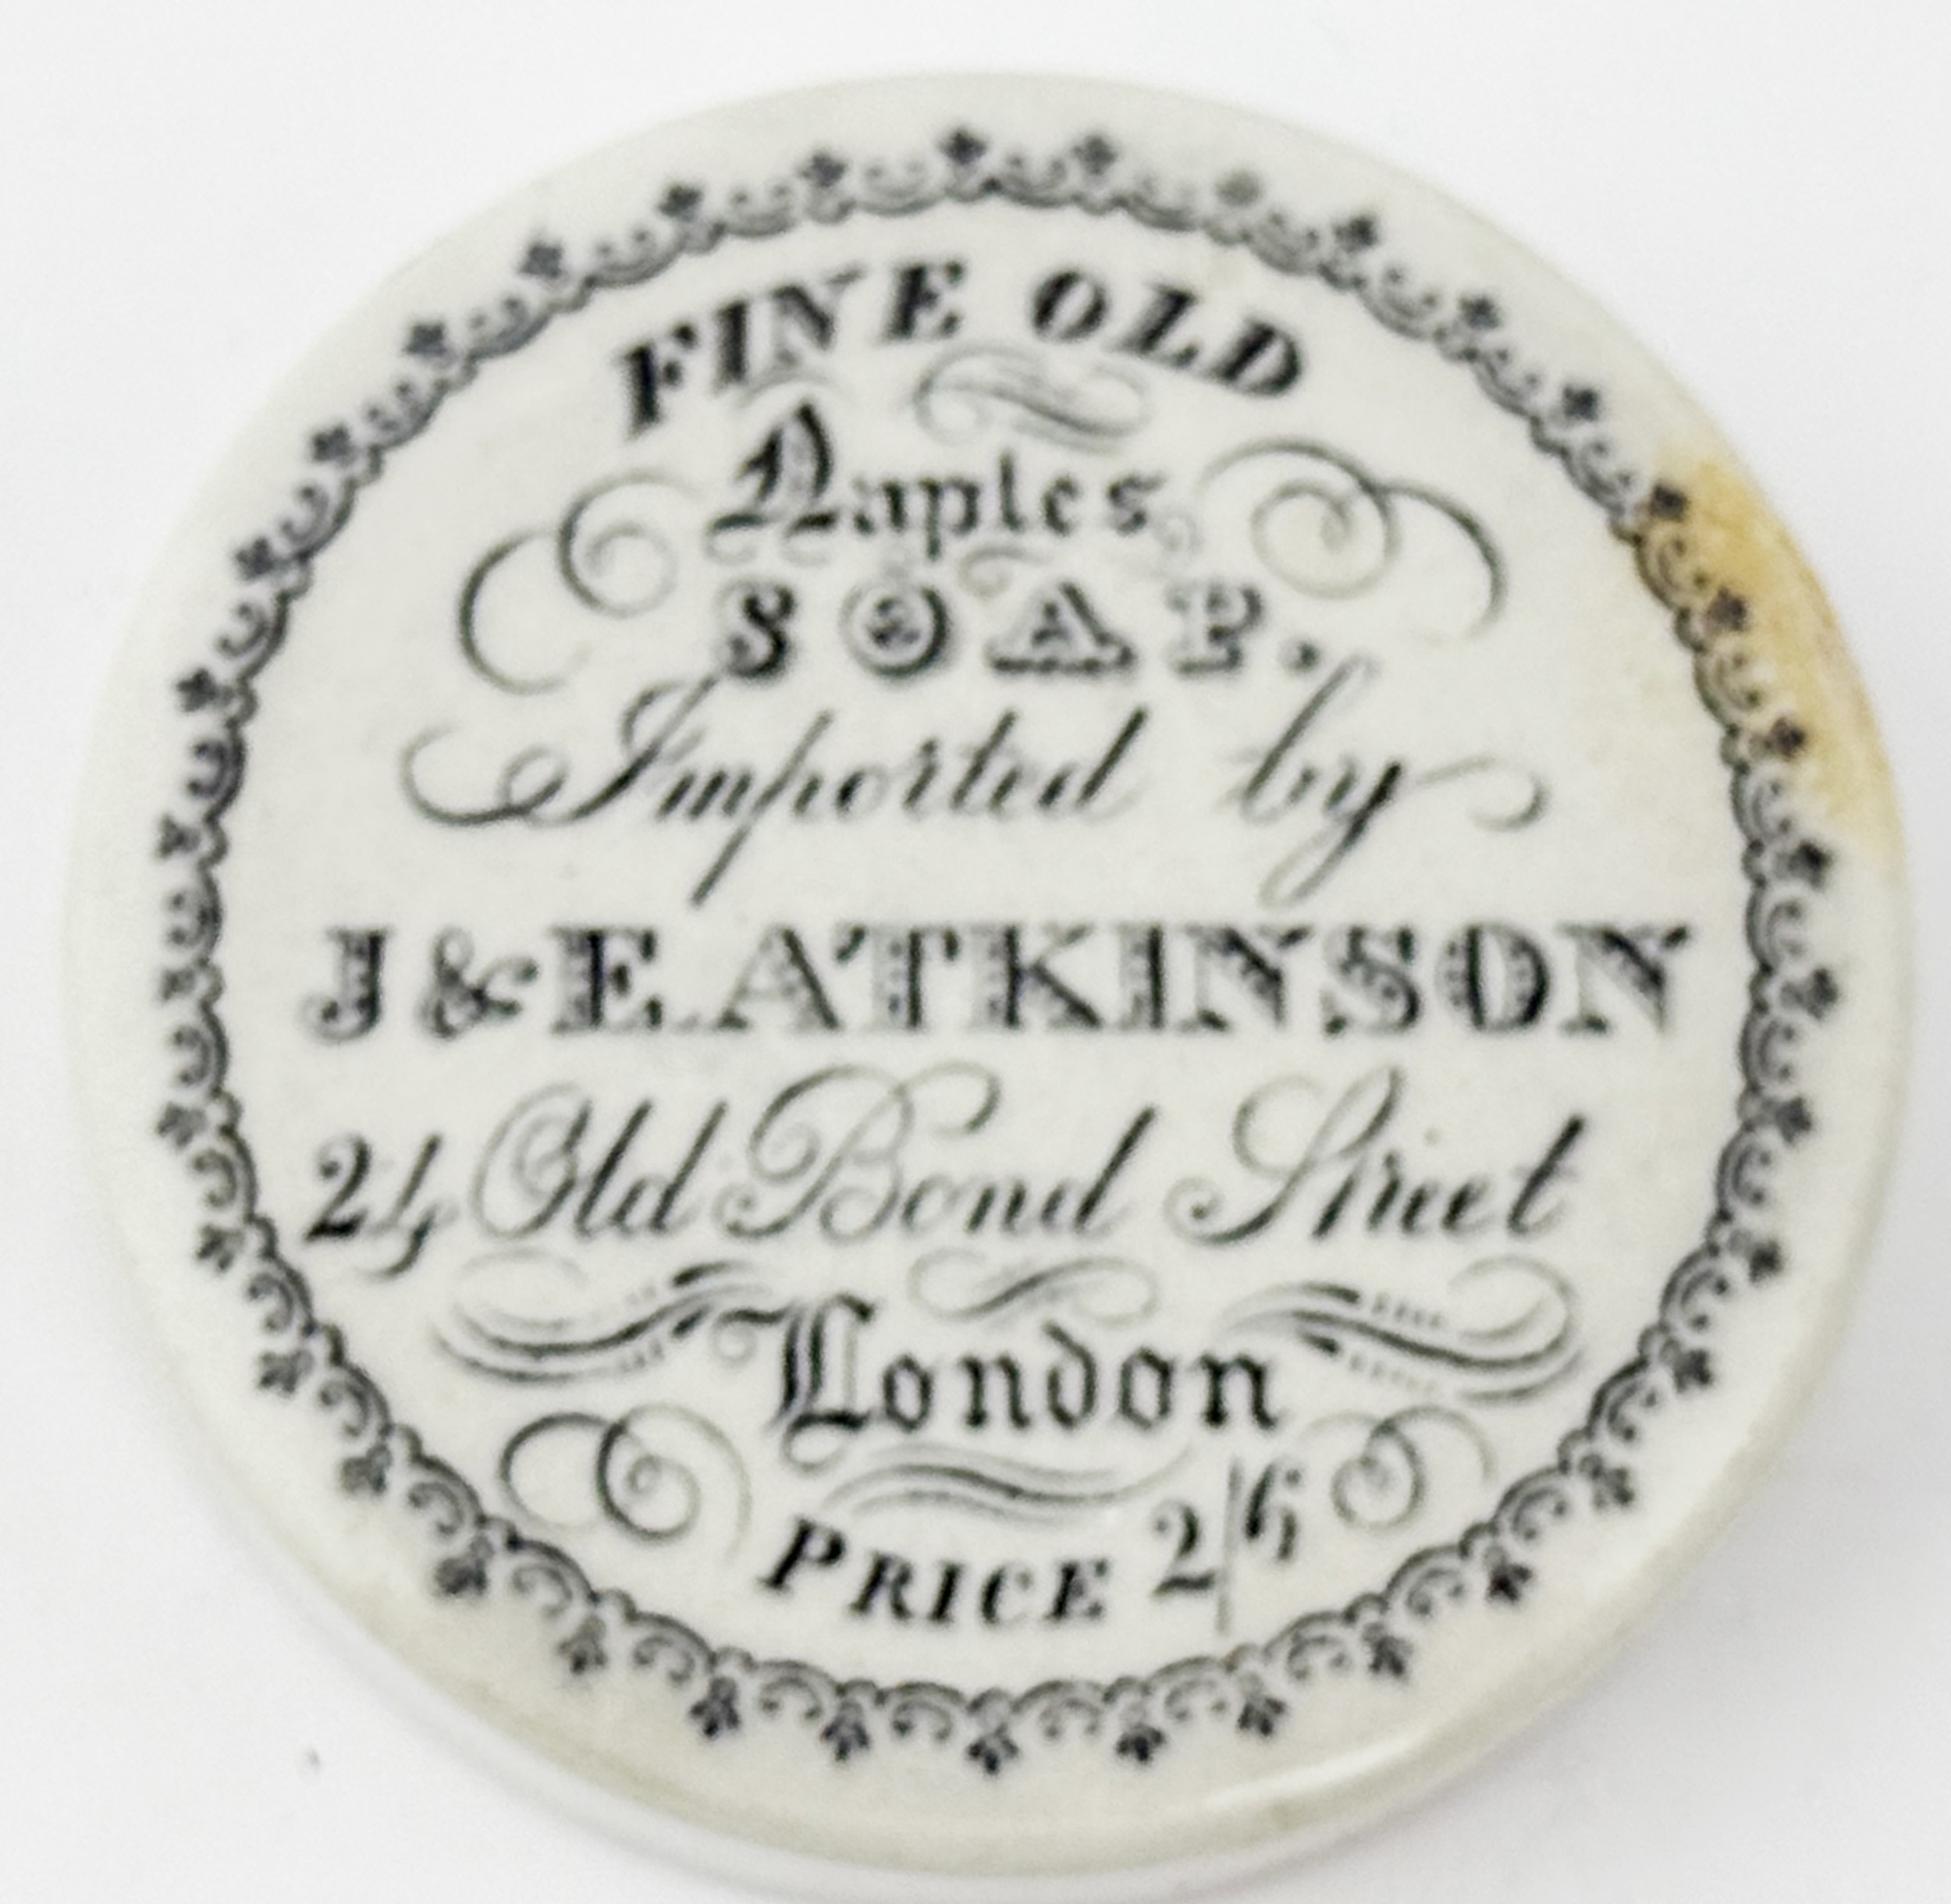 FINE OLD
Naples
SOAP.
Imported by
J & E. ATKINSON
24 Old Bond Street
London
PRICE 2/6